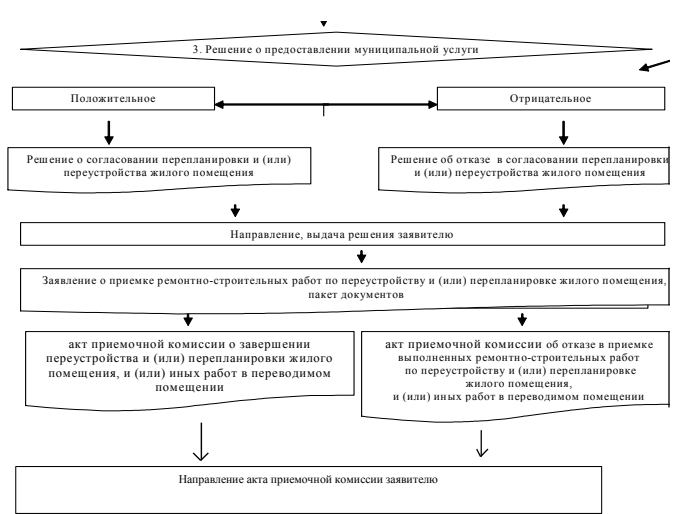 3. Решение о предоставлении муниципальной услуги
Положительное
Отрицательное
Решение о согласовании перепланировки и (или)
переустройства жилого помещения
Решение об отказе в согласовании перепланировки
и (или) переустройства жилого помещения
Направление, выдача решения заявителю
Заявление о приемке ремонтно-строительных работ по переустройству и (или) перепланировке жилого помещения,
пакет документов
акт приемочной комиссии о завершении
переустройства и (или) перепланировки жилого
помещения, и (или) иных работ в переводимом
помещении
акт приемочной комиссии об отказе в приемке
выполненных ремонтно-строительных работ
по переустройству и (или) перепланировке
жилого помещения,
и (или) иных работ в переводимом помещении
Направление акта приемочной комиссии заявителю